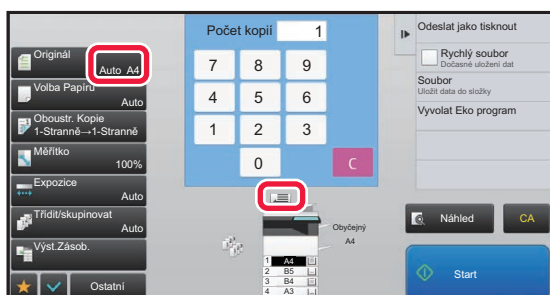 Originál
Auto A4
Volba Papíru
Auto
Oboustr. Kopie
1-Stranně→1-Stranně
Měřítko
100%
Expozice
Auto
Třídit/skupinovat
Auto
Výst.Zásob.
Ostatní
Počet kopií 1
7 8 9
4 5 6
1 2 3
0 C
Obyčejný
A4
1 A4
2 B5
3 B4
4 A3
Odeslat jako tisknout
Rychlý soubor
Dočasné uložení dat
Soubor
Uložit data do složky
Vyvolat Eko program
Náhled CA
Start